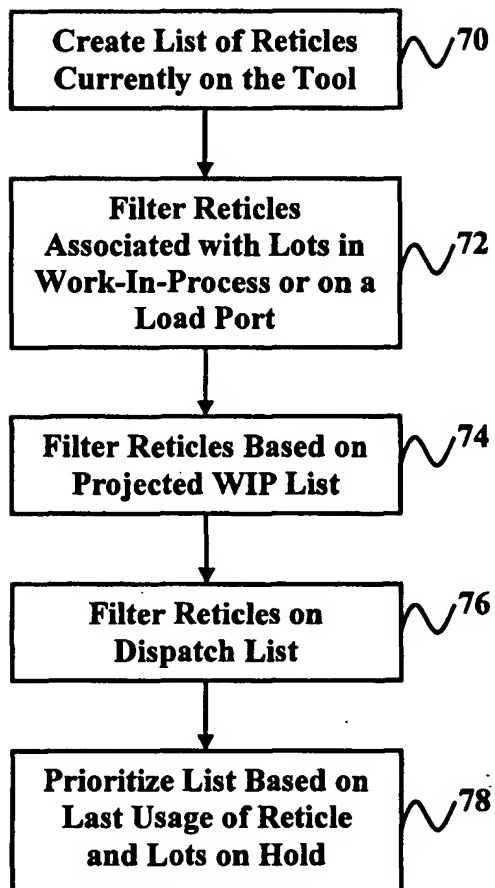 Create List of Reticles
Currently on the Tool
70
Filter Reticles
Associated with Lots in
Work-In-Process or on a
Load Port
72
Filter Reticles Based on
Projected WIP List
74
Filter Reticles on
Dispatch List
76
Prioritize List Based on
Last Usage of Reticle
and Lots on Hold
78